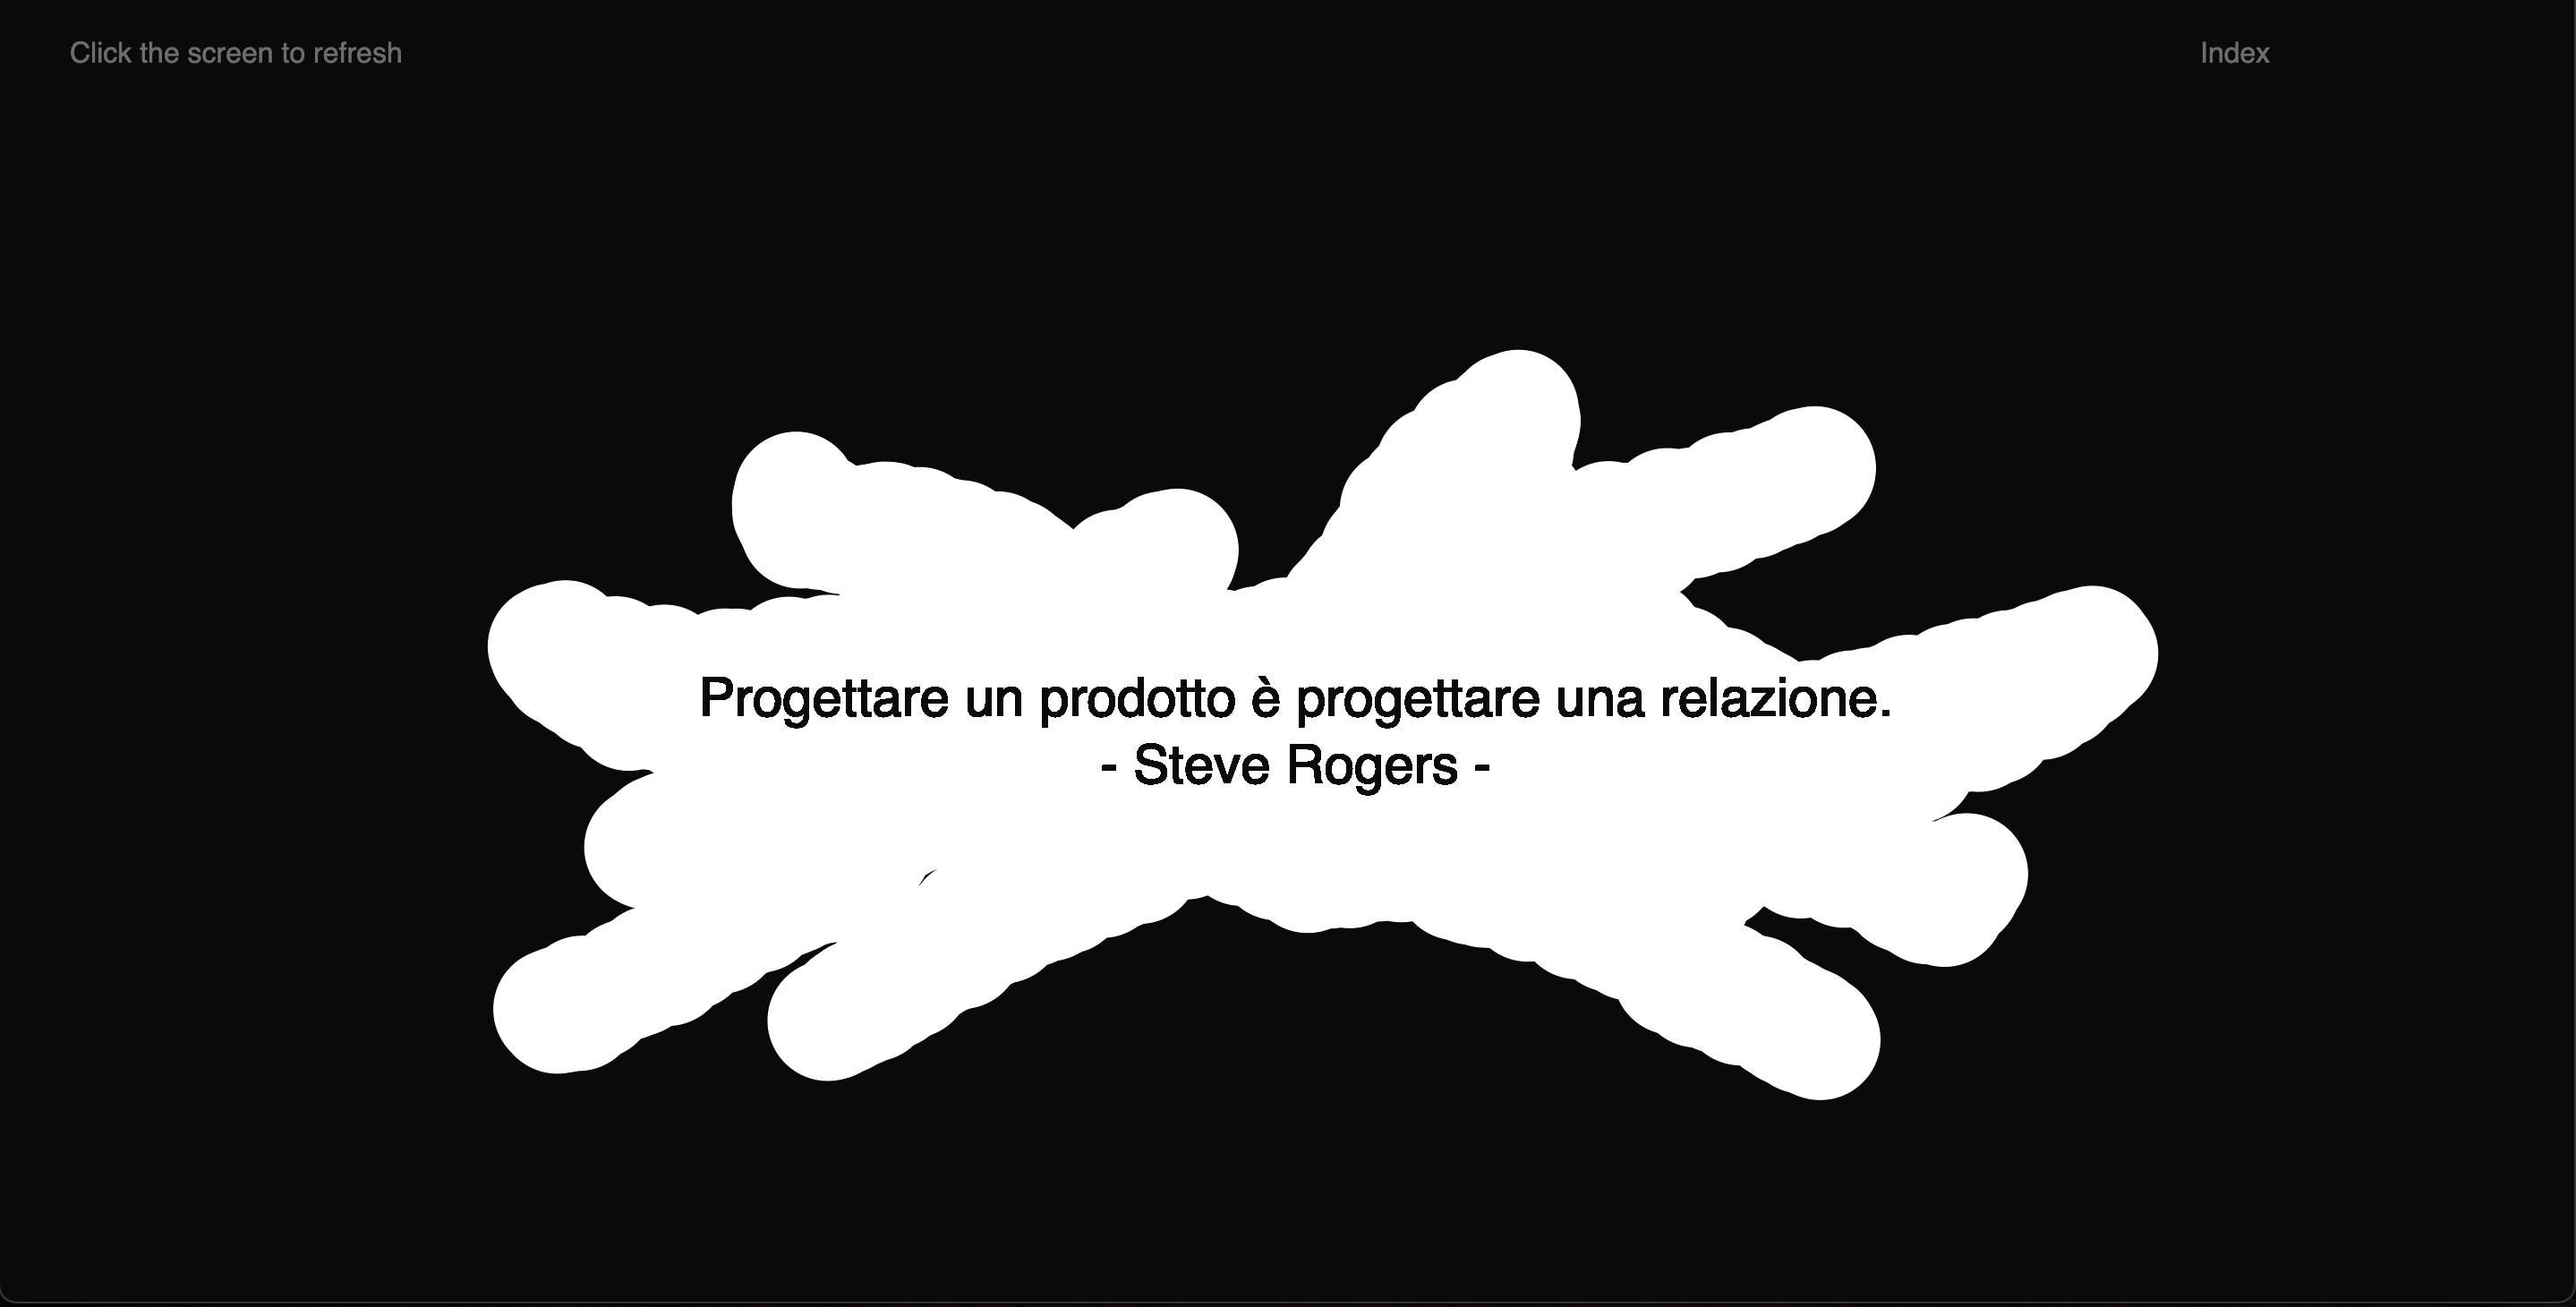 Click the screen to refresh
Index
Progettare un prodotto è progettare una relazione.
- Steve Rogers -